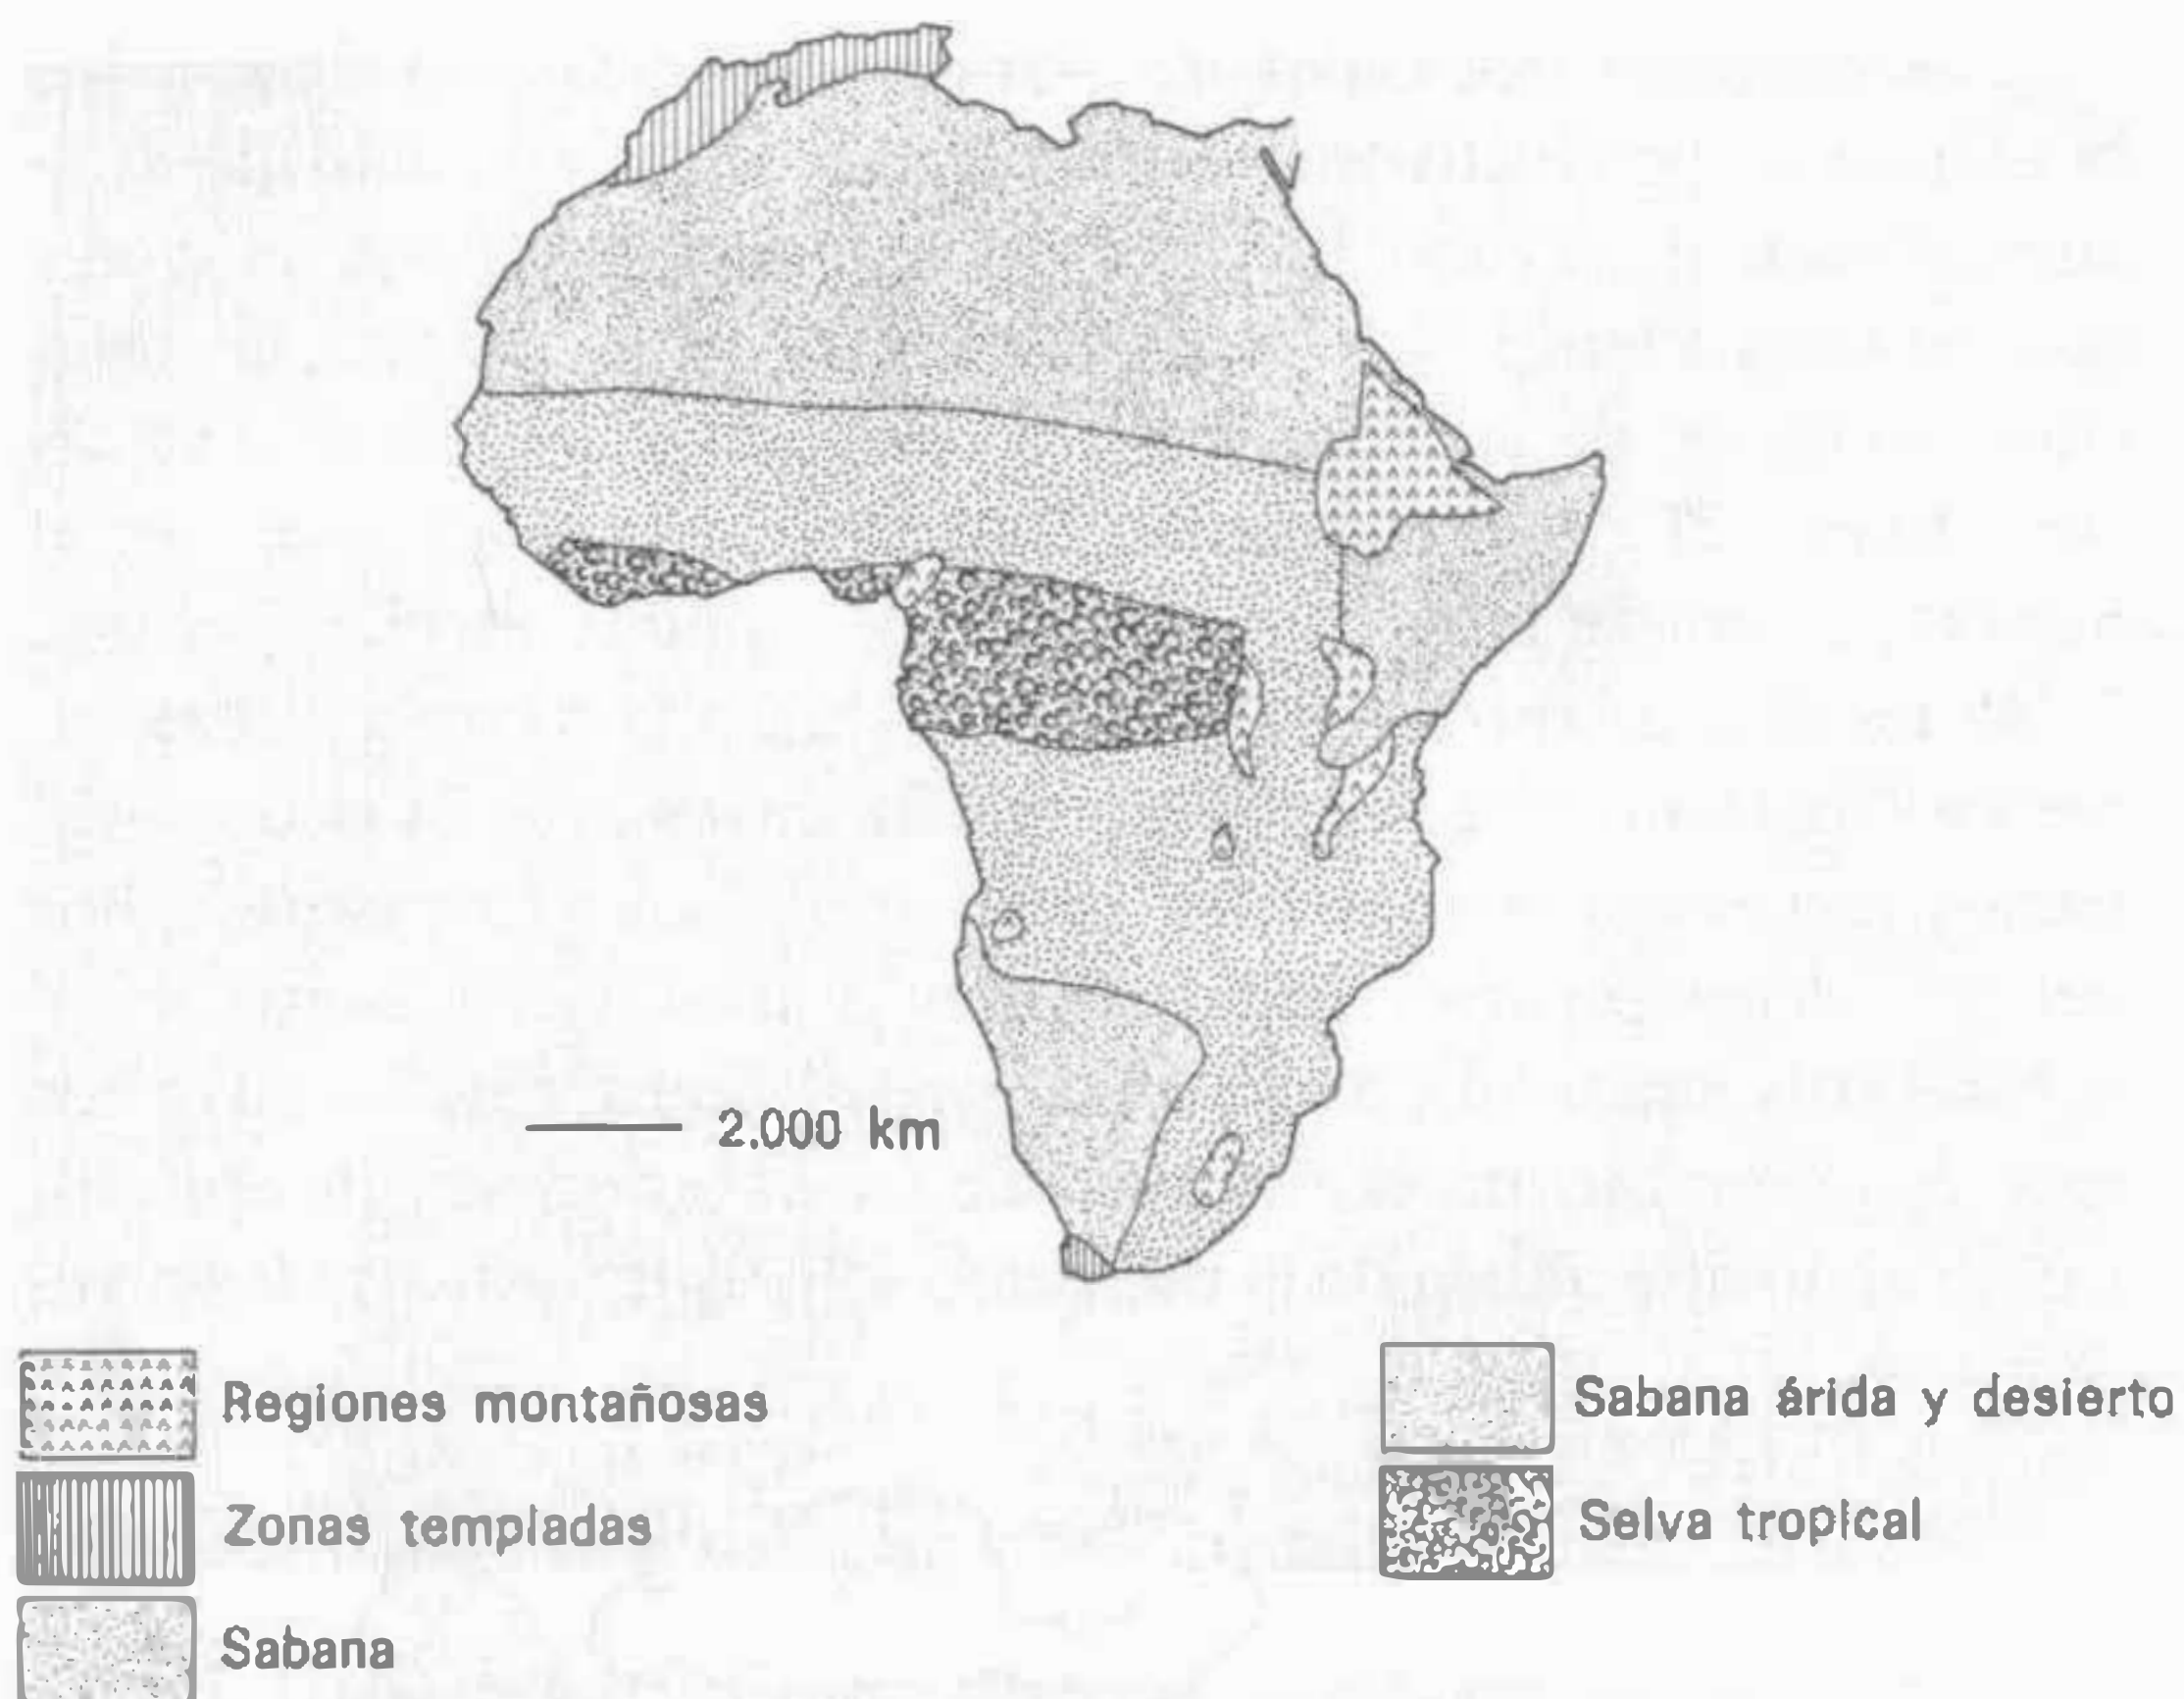 2.000 km
Regiones montañosas
Zonas templadas
Sabana
Sabana árida y desierto
Selva tropical